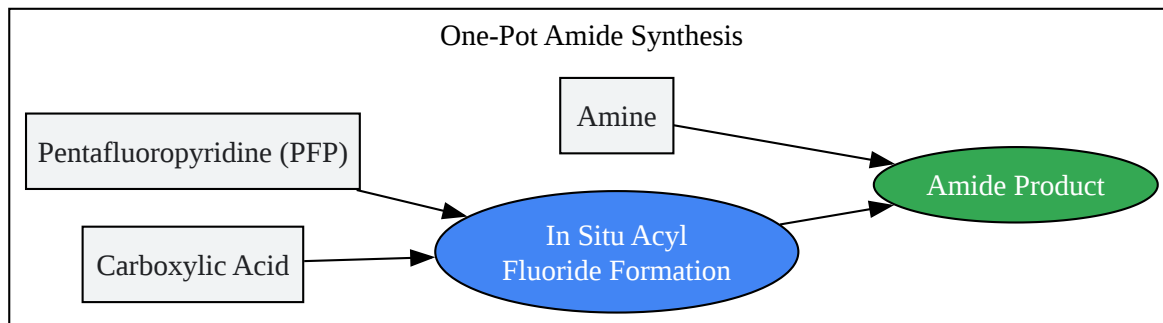 One-Pot Amide Synthesis
Amine
Pentafluoropyridine (PFP)
Amide Product
In Situ Acyl
Fluoride Formation
Carboxylic Acid